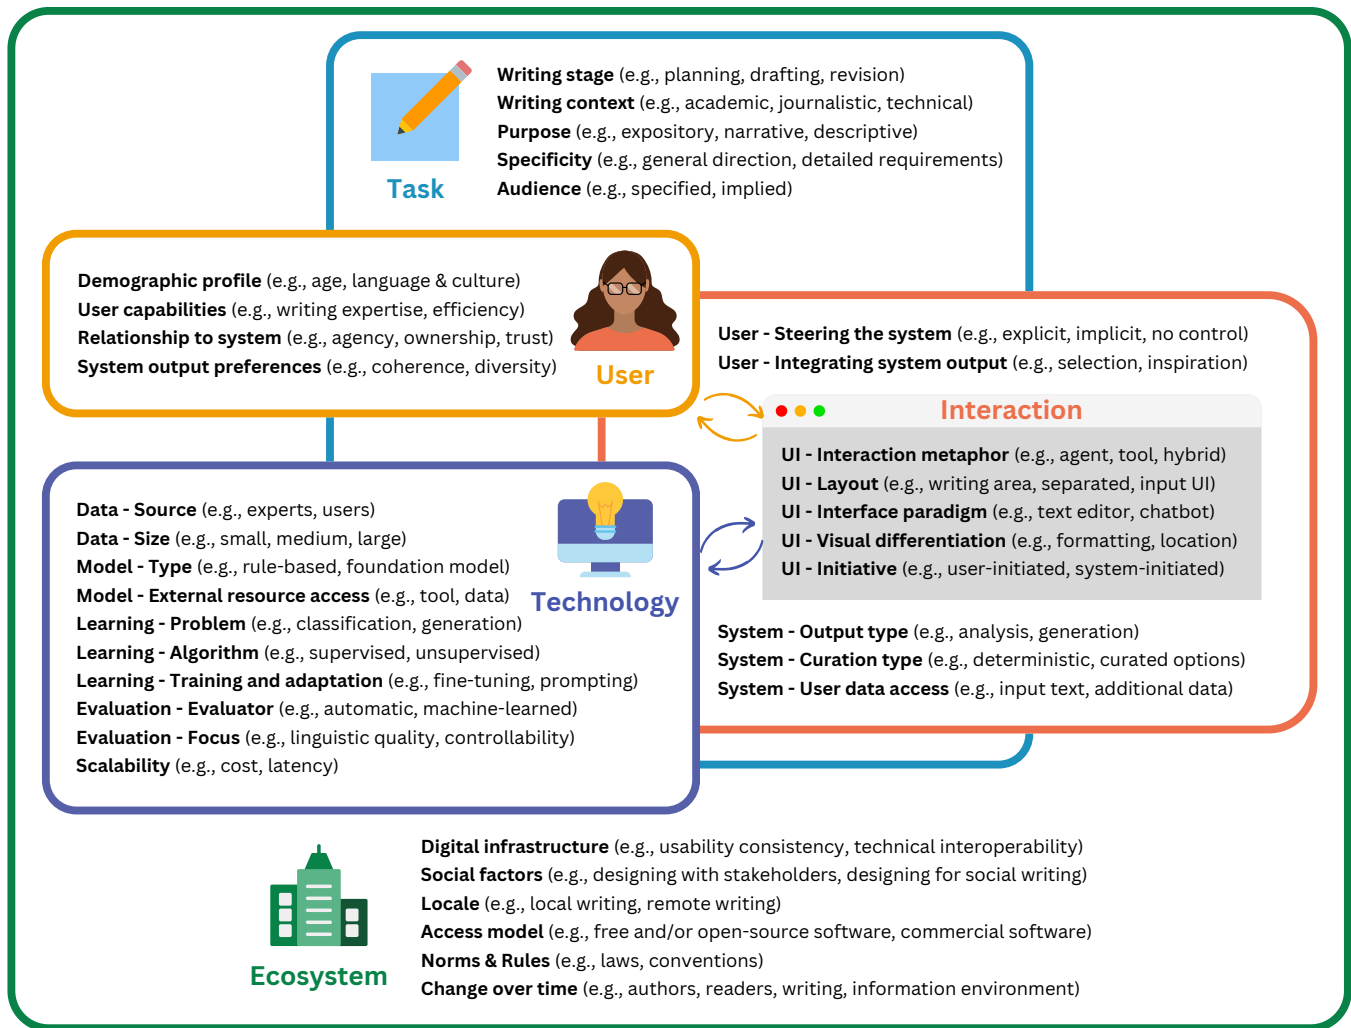 Writing stage (e.g., planning, drafting, revision)
Writing context (e.g., academic, journalistic, technical)
Purpose (e.g., expository, narrative, descriptive)
Specificity (e.g., general direction, detailed requirements)
Audience (e.g., specified, implied)
Task
Demographic profile (e.g., age, language & culture)
User capabilities (e.g., writing expertise, efficiency)
Relationship to system (e.g., agency, ownership, trust)
System output preferences (e.g., coherence, diversity)
User
User - Steering the system (e.g., explicit, implicit, no control)
User - Integrating system output (e.g., selection, inspiration)
Interaction
UI - Interaction metaphor (e.g., agent, tool, hybrid)
UI - Layout (e.g., writing area, separated, input UI)
UI - Interface paradigm (e.g., text editor, chatbot)
UI - Visual differentiation (e.g., formatting, location)
UI - Initiative (e.g., user-initiated, system-initiated)
System - Output type (e.g., analysis, generation)
System - Curation type (e.g., deterministic, curated options)
System - User data access (e.g., input text, additional data)
Data - Source (e.g., experts, users)
Data - Size (e.g., small, medium, large)
Model - Type (e.g., rule-based, foundation model)
Model - External resource access (e.g., tool, data)
Learning - Problem (e.g., classification, generation)
Learning - Algorithm (e.g., supervised, unsupervised)
Learning - Training and adaptation (e.g., fine-tuning, prompting)
Evaluation - Evaluator (e.g., automatic, machine-learned)
Evaluation - Focus (e.g., linguistic quality, controllability)
Scalability (e.g., cost, latency)
Technology
Digital infrastructure (e.g., usability consistency, technical interoperability)
Social factors (e.g., designing with stakeholders, designing for social writing)
Locale (e.g., local writing, remote writing)
Access model (e.g., free and/or open-source software, commercial software)
Norms & Rules (e.g., laws, conventions)
Change over time (e.g., authors, readers, writing, information environment)
Ecosystem